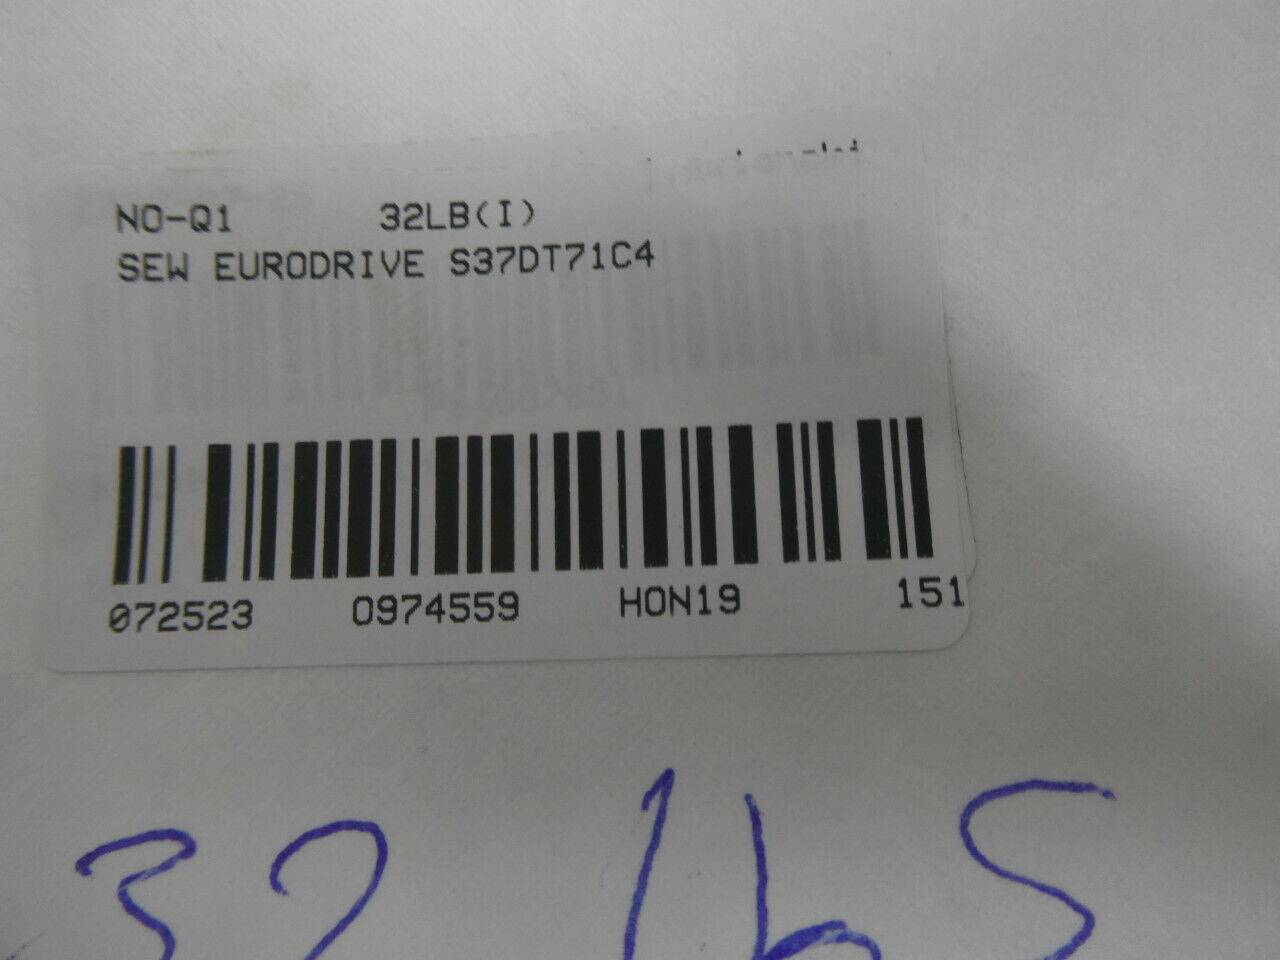 NO-Q1 32LB(I)
SEW EURODRIVE S37DT71C4
072523 0974559 HON19 151
32 lbs